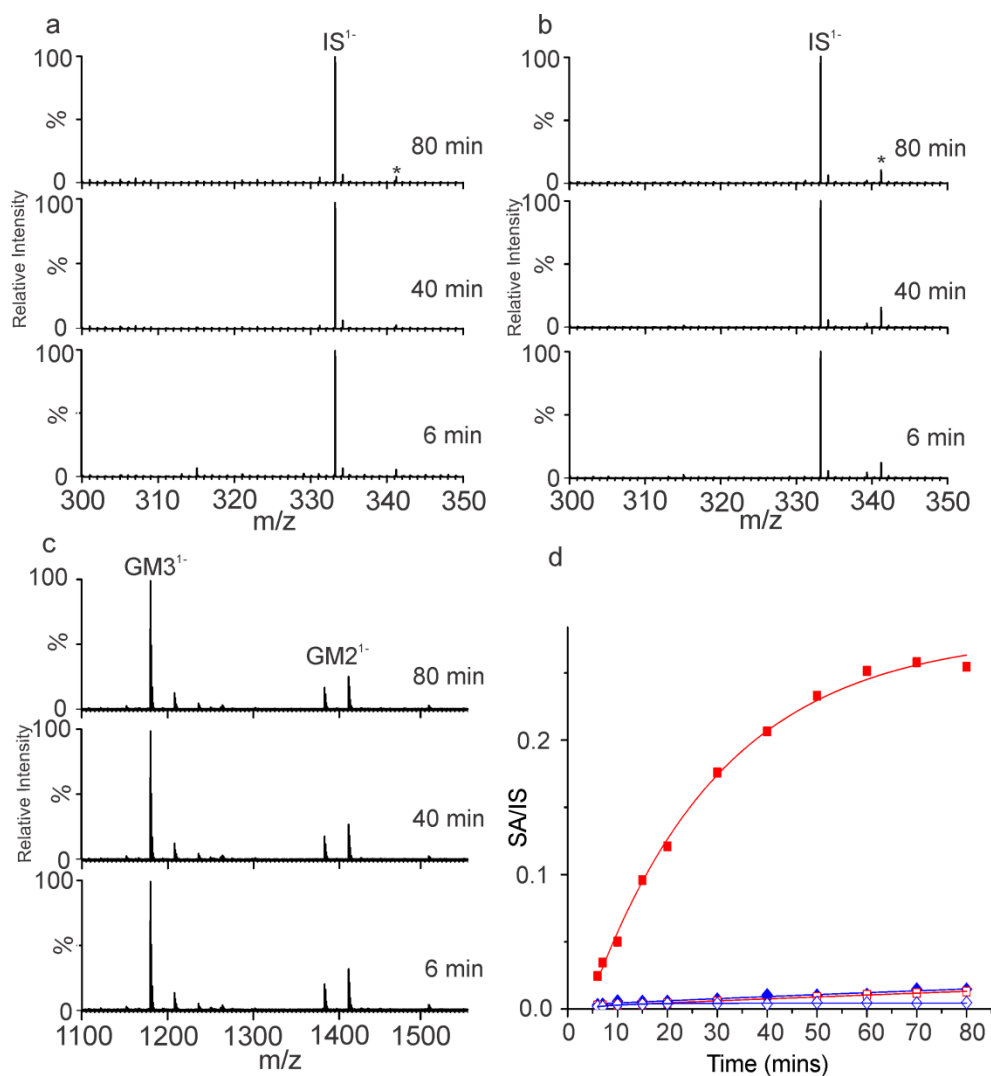 a
IS1-
100
%
0
80 min
*
100
%
0
40 min
Relative Intensity
100
%
0
6 min
300 310 320 330 340 350
m/z
b
IS1-
100
%
0
80 min
*
100
%
0
40 min
Relative Intensity
100
%
0
6 min
300 310 320 330 340 350
m/z
c
GM31-
GM21-
100
%
0
80 min
100
%
0
40 min
Relative Intensity
100
%
0
6 min
1100 1200 1300 1400 1500
m/z
d
SA/IS
0.2
0.1
0.0
0 10 20 30 40 50 60 70 80
Time (mins)